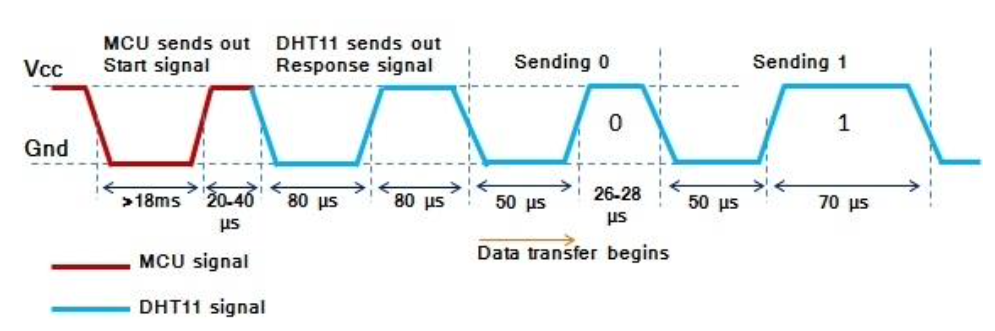 MCU sends out
Start signal
DHT11 sends out
Response signal
Sending 0
Sending 1
Vcc
0
1
Gnd
>18ms
20-40
µs
80 µs
80 µs
50 µs
26-28
µs
50 µs
70 µs
Data transfer begins
MCU signal
DHT11 signal